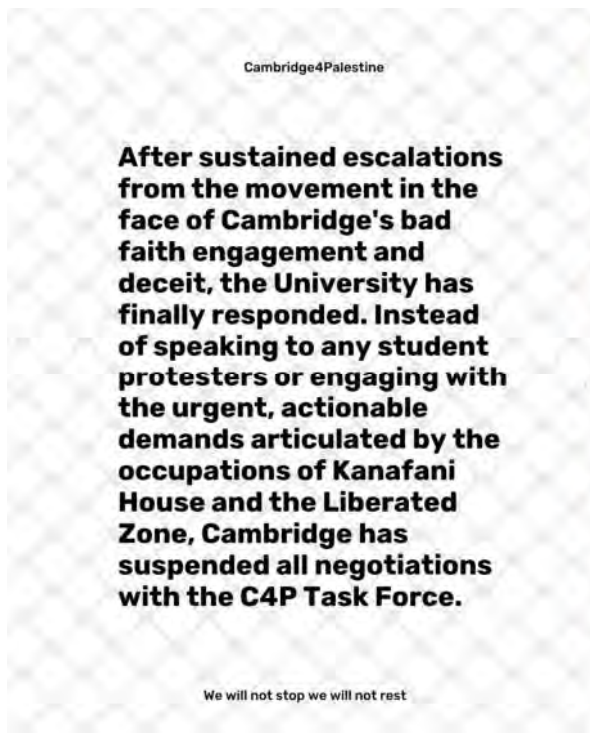 Cambridge4Palestine
After sustained escalations
from the movement in the
face of Cambridge's bad
faith engagement and
deceit, the University has
finally responded. Instead
of speaking to any student
protesters or engaging with
the urgent, actionable
demands articulated by the
occupations of Kanafani
House and the Liberated
Zone, Cambridge has
suspended all negotiations
with the C4P Task Force.
We will not stop we will not rest